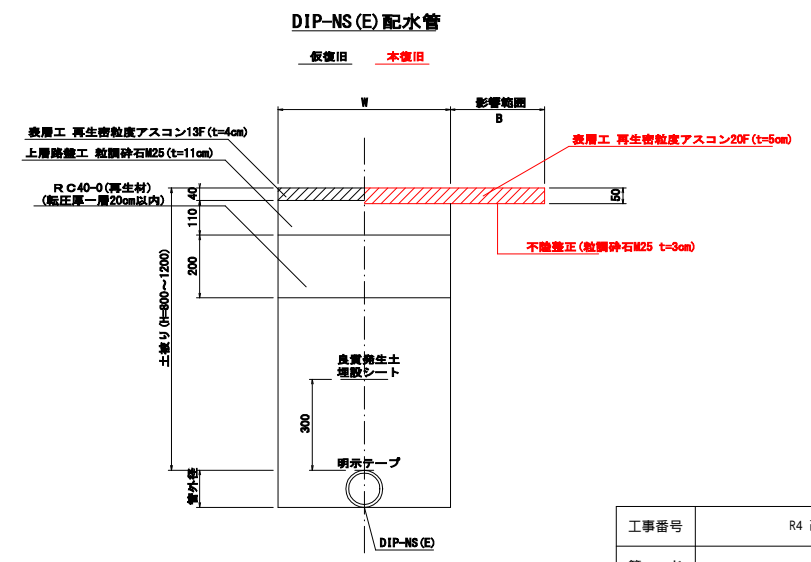 DIP-NS(E)配水管
仮復旧
本復旧
W
影響範囲
B
表層工 再生密粒度アスコン13F(t=4cm)
上層路盤工 粒調砕石M25(t=11cm)
RC40-0(再生材)
(転圧厚一層20cm以内)
表層工 再生密粒度アスコン20F(t=5cm)
不陸整正(粒調砕石M25 t=3cm)
40
110
200
50
土被り(H=800～1200)
良質発生土
埋設シート
300
明示テープ
管外径
DIP-NS(E)
工事番号
R4